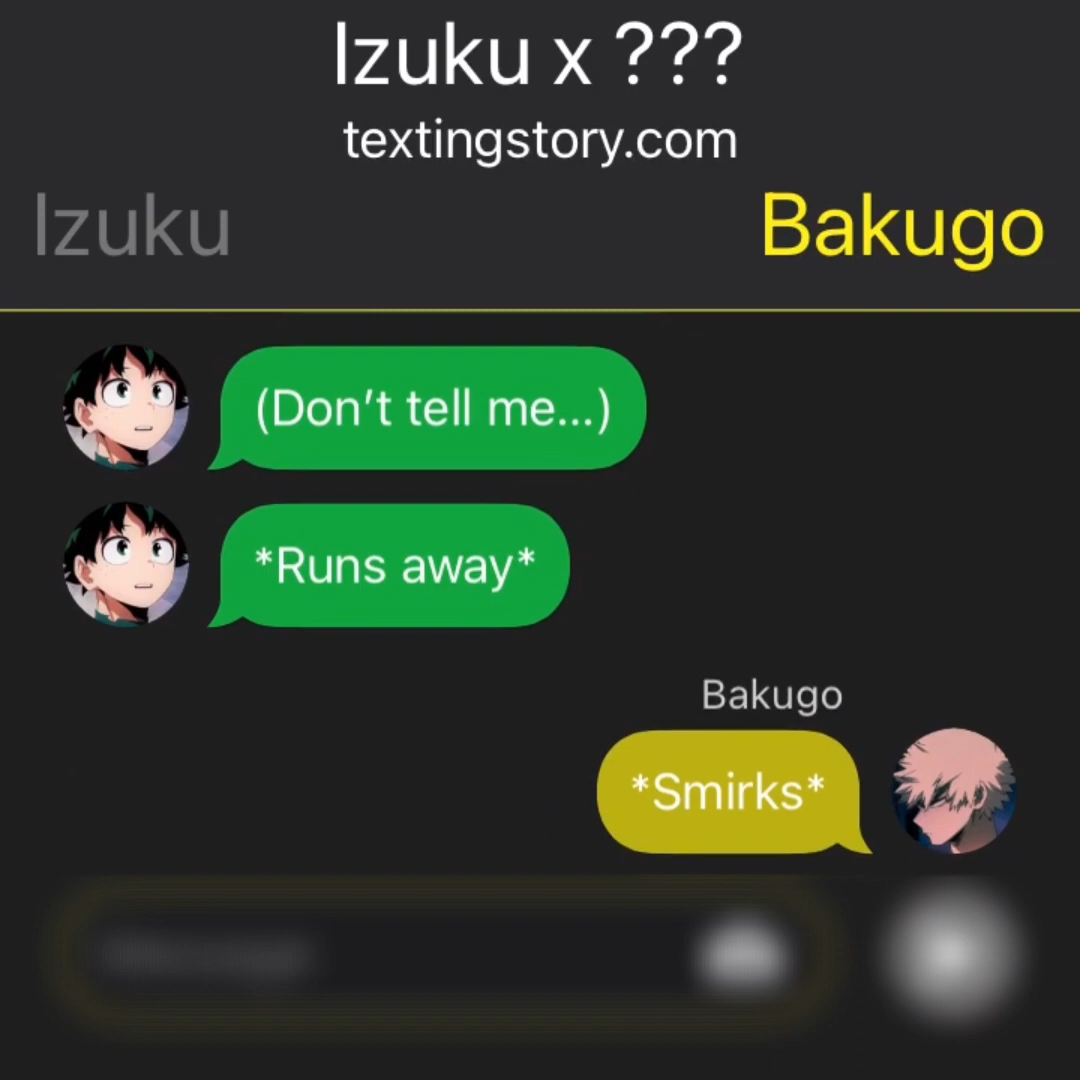 Izuku x ???
textingstory.com
Izuku
Bakugo
(Don’t tell me...)
*Runs away*
Bakugo
*Smirks*